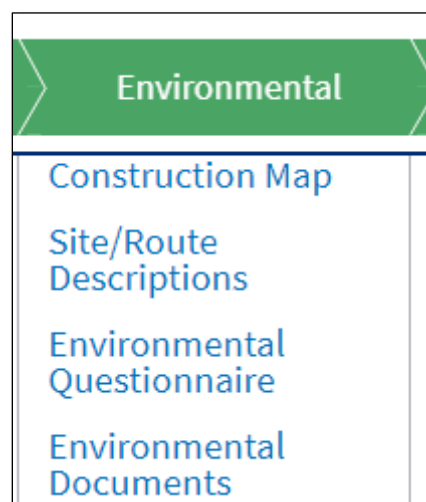 Environmental
Construction Map
Site/Route
Descriptions
Environmental
Questionnaire
Environmental
Documents